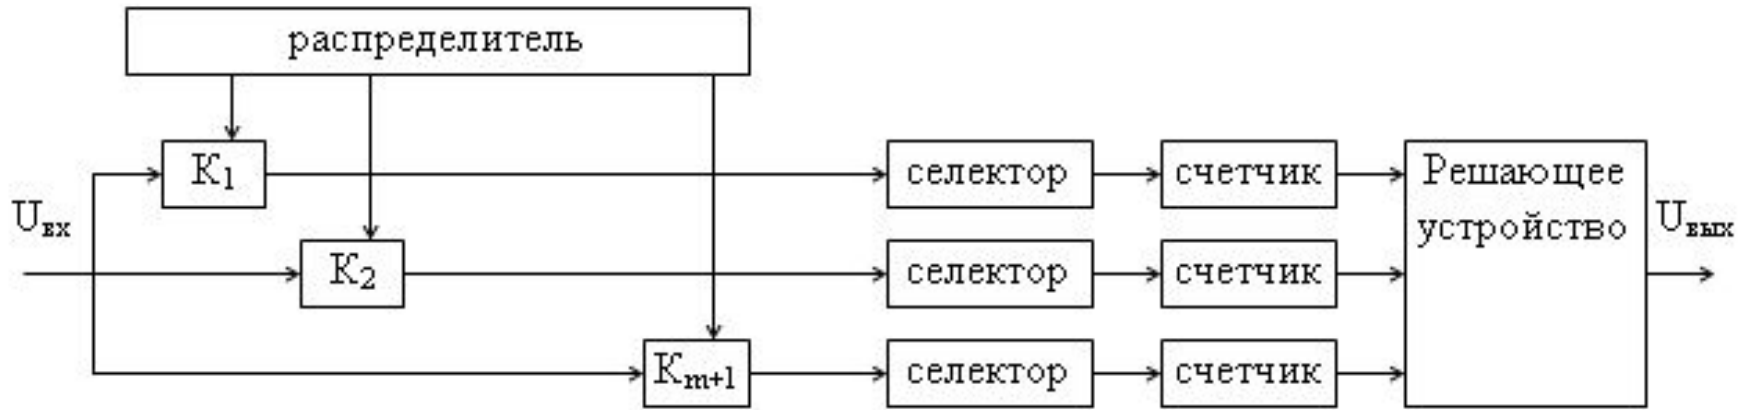 распределитель
K1 селектор счетчик Решающее
устройство
Uвх Uвых
K2 селектор счетчик
Km+1 селектор счетчик